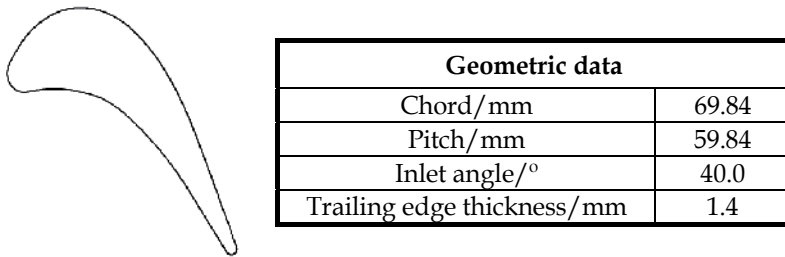 Geometric data
Chord/mm 69.84
Pitch/mm 59.84
Inlet angle/º 40.0
Trailing edge thickness/mm 1.4